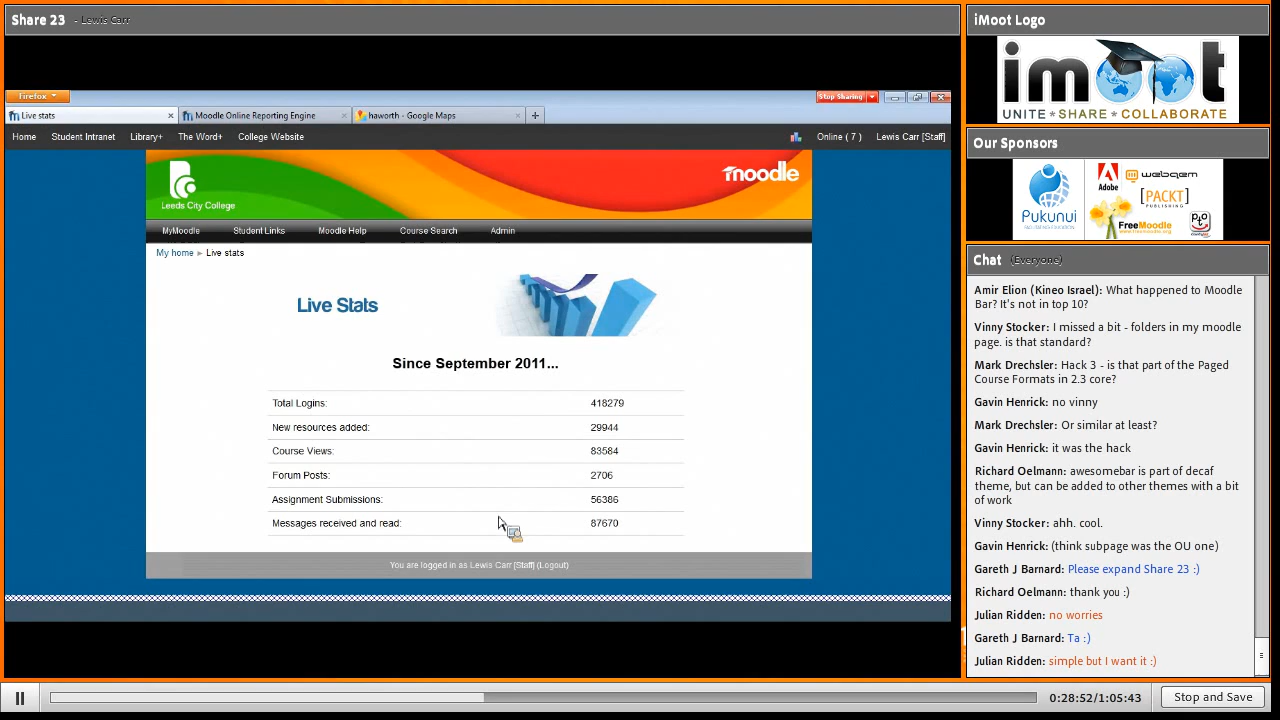 Share 23 - Lewis Carr
Firefox
Stop Sharing
Live stats
Moodle Online Reporting Engine
haworth - Google Maps
Home Student Intranet Library+ The Word+ College Website Online ( 7 ) Lewis Carr [Staff]
Leeds City College
moodle
MyMoodle Student Links Moodle Help Course Search Admin
My home ► Live stats
Live Stats
Since September 2011...
Total Logins: 418279
New resources added: 29944
Course Views: 83584
Forum Posts: 2706
Assignment Submissions: 56386
Messages received and read: 87670
You are logged in as Lewis Carr [Staff] (Logout)
iMoot Logo
imoot
UNITE*SHARE*COLLABORATE
Our Sponsors
Pukunui
Adobe
webqem
[PACKT]
PUBLISHING
FreeMoodle
Chat (Everyone)
Amir Elion (Kineo Israel): What happened to Moodle
Bar? It's not in top 10?
Vinny Stocker: I missed a bit - folders in my moodle
page. is that standard?
Mark Drechsler: Hack 3 - is that part of the Paged
Course Formats in 2.3 core?
Gavin Henrick: no vinny
Mark Drechsler: Or similar at least?
Gavin Henrick: it was the hack
Richard Oelmann: awesomebar is part of decaf
theme, but can be added to other themes with a bit
of work
Vinny Stocker: ahh. cool.
Gavin Henrick: (think subpage was the OU one)
Gareth J Barnard: Please expand Share 23 :)
Richard Oelmann: thank you :)
Julian Ridden: no worries
Gareth J Barnard: Ta :)
Julian Ridden: simple but I want it :)
0:28:52/1:05:43
Stop and Save